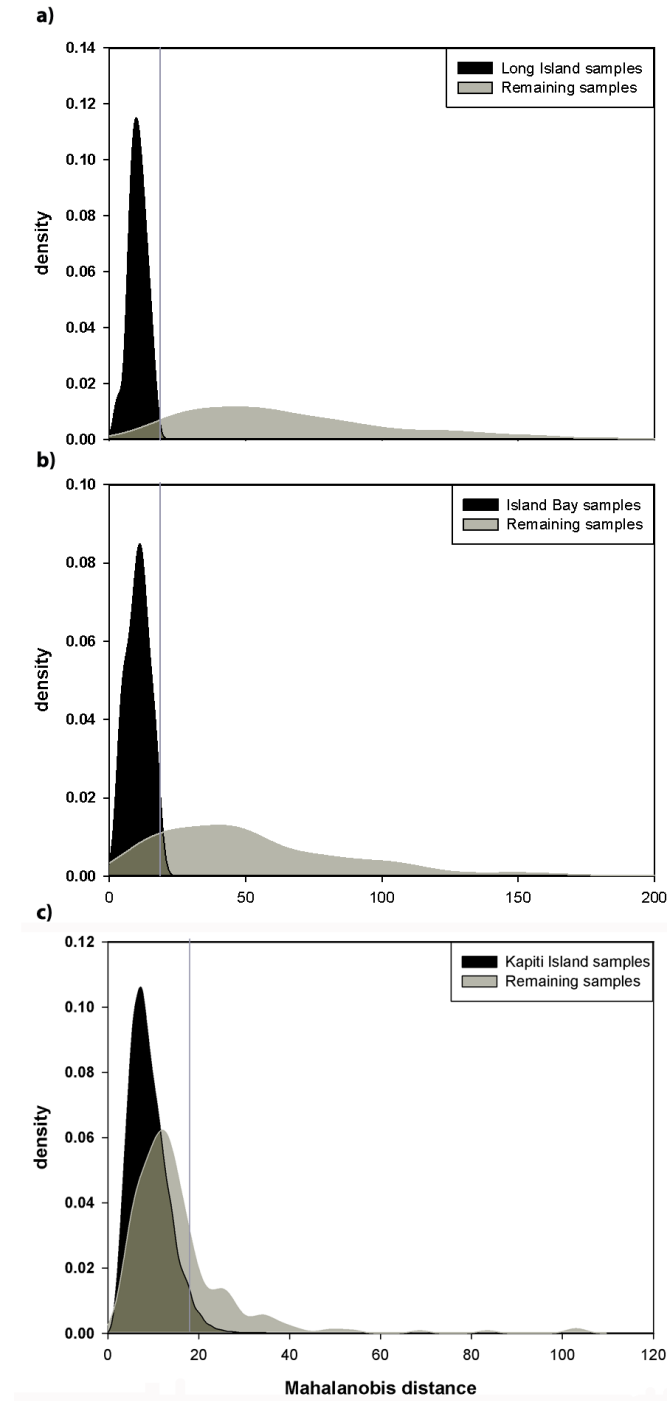 a)
0.14
0.12
0.10
0.08
0.06
0.04
0.02
0.00
density
Long Island samples
Remaining samples
b)
0.10
0.08
0.06
0.04
0.02
0.00
density
Island Bay samples
Remaining samples
0 50 100 150 200
c)
0.12
0.10
0.08
0.06
0.04
0.02
0.00
density
Kapiti Island samples
Remaining samples
0 20 40 60 80 100 120
Mahalanobis distance